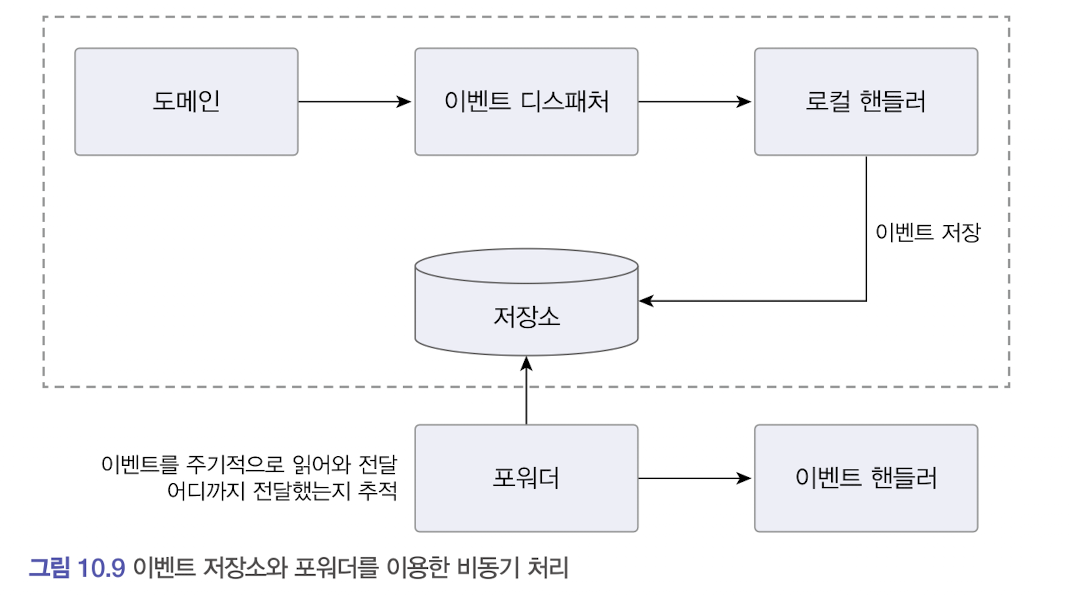 도메인
이벤트 디스패처
로컬 핸들러
이벤트 저장
저장소
이벤트를 주기적으로 읽어와 전달
어디까지 전달했는지 추적
포워더
이벤트 핸들러
그림 10.9 이벤트 저장소와 포워더를 이용한 비동기 처리